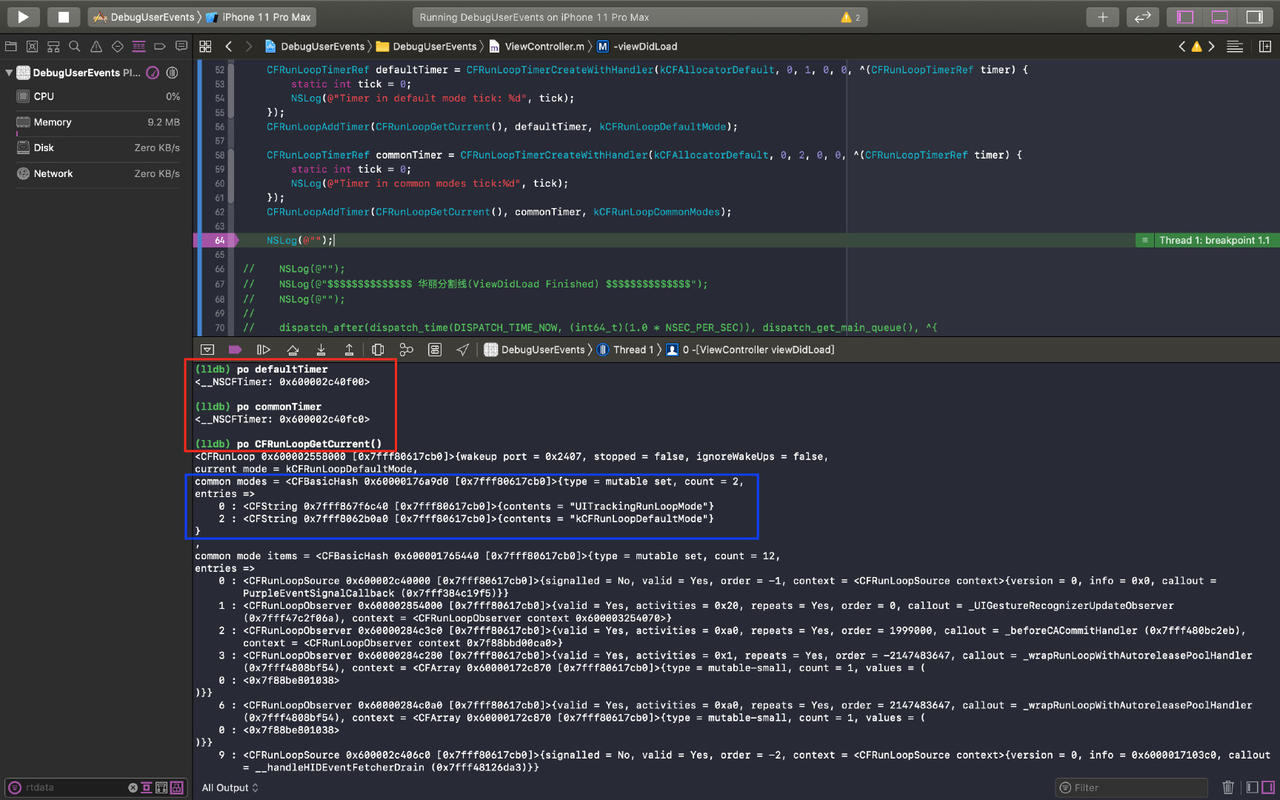 DebugUserEvents
iPhone 11 Pro Max
Running DebugUserEvents on iPhone 11 Pro Max
2
DebugUserEvents
DebugUserEvents
ViewController.m
M
-viewDidLoad
DebugUserEvents PI...
CPU
0%
Memory
9.2 MB
Disk
Zero KB/s
Network
Zero KB/s
52 CFRunLoopTimerRef defaultTimer = CFRunLoopTimerCreateWithHandler(kCFAllocatorDefault, 0, 1, 0, 0, ^(CFRunLoopTimerRef timer) {
53 static int tick = 0;
54 NSLog(@"Timer in default mode tick: %d", tick);
55 });
56 CFRunLoopAddTimer(CFRunLoopGetCurrent(), defaultTimer, kCFRunLoopDefaultMode);
57
58 CFRunLoopTimerRef commonTimer = CFRunLoopTimerCreateWithHandler(kCFAllocatorDefault, 0, 2, 0, 0, ^(CFRunLoopTimerRef timer) {
59 static int tick = 0;
60 NSLog(@"Timer in common modes tick:%d", tick);
61 });
62 CFRunLoopAddTimer(CFRunLoopGetCurrent(), commonTimer, kCFRunLoopCommonModes);
63
64 NSLog(@""); Thread 1: breakpoint 1.1
65
66 // NSLog(@"");
67 // NSLog(@"$$$$$$$$$$$$$$ 华丽分割线(ViewDidLoad Finished) $$$$$$$$$$$$$$");
68 // NSLog(@"");
69 //
70 // dispatch_after(dispatch_time(DISPATCH_TIME_NOW, (int64_t)(1.0 * NSEC_PER_SEC)), dispatch_get_main_queue(), ^{
DebugUserEvents
Thread 1
0 -[ViewController viewDidLoad]
(lldb) po defaultTimer
<__NSCFTimer: 0x600002c40f00>
(lldb) po commonTimer
<__NSCFTimer: 0x600002c40fc0>
(lldb) po CFRunLoopGetCurrent()
<CFRunLoop 0x600002558000 [0x7fff80617cb0]>{wakeup port = 0x2407, stopped = false, ignoreWakeUps = false,
current mode = kCFRunLoopDefaultMode,
common modes = <CFBasicHash 0x60000176a9d0 [0x7fff80617cb0]>{type = mutable set, count = 2,
entries =>
0 : <CFString 0x7fff867f6c40 [0x7fff80617cb0]>{contents = "UITrackingRunLoopMode"}
2 : <CFString 0x7fff8062b0a0 [0x7fff80617cb0]>{contents = "kCFRunLoopDefaultMode"}
}
,
common mode items = <CFBasicHash 0x600001765440 [0x7fff80617cb0]>{type = mutable set, count = 12,
entries =>
0 : <CFRunLoopSource 0x600002c40000 [0x7fff80617cb0]>{signalled = No, valid = Yes, order = -1, context = <CFRunLoopSource context>{version = 0, info = 0x0, callout =
PurpleEventSignalCallback (0x7fff384c19f5)}}
1 : <CFRunLoopObserver 0x600002854000 [0x7fff80617cb0]>{valid = Yes, activities = 0x20, repeats = Yes, order = 0, callout = _UIGestureRecognizerUpdateObserver
(0x7fff47c2f06a), context = <CFRunLoopObserver context 0x600003254070>}
2 : <CFRunLoopObserver 0x60000284c3c0 [0x7fff80617cb0]>{valid = Yes, activities = 0xa0, repeats = Yes, order = 1999000, callout = _beforeCACommitHandler (0x7fff480bc2eb),
context = <CFRunLoopObserver context 0x7f88bbd00ca0>}
3 : <CFRunLoopObserver 0x60000284c280 [0x7fff80617cb0]>{valid = Yes, activities = 0x1, repeats = Yes, order = -2147483647, callout = _wrapRunLoopWithAutoreleasePoolHandler
(0x7fff4808bf54), context = <CFArray 0x60000172c870 [0x7fff80617cb0]>{type = mutable-small, count = 1, values = (
0 : <0x7f88be801038>
)}}
6 : <CFRunLoopObserver 0x60000284c0a0 [0x7fff80617cb0]>{valid = Yes, activities = 0xa0, repeats = Yes, order = 2147483647, callout = _wrapRunLoopWithAutoreleasePoolHandler
(0x7fff4808bf54), context = <CFArray 0x60000172c870 [0x7fff80617cb0]>{type = mutable-small, count = 1, values = (
0 : <0x7f88be801038>
)}}
9 : <CFRunLoopSource 0x600002c406c0 [0x7fff80617cb0]>{signalled = No, valid = Yes, order = -2, context = <CFRunLoopSource context>{version = 0, info = 0x6000017103c0, callout
= __handleHIDEventFetcherDrain (0x7fff48126da3)}}
rtdata
All Output
Filter